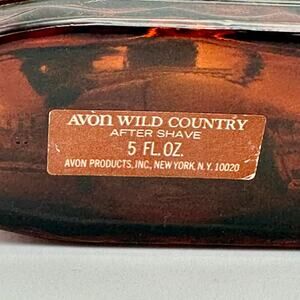 AVON WILD COUNTRY
AFTER SHAVE
5 FL. OZ.
AVON PRODUCTS, INC., NEW YORK, N.Y. 10020